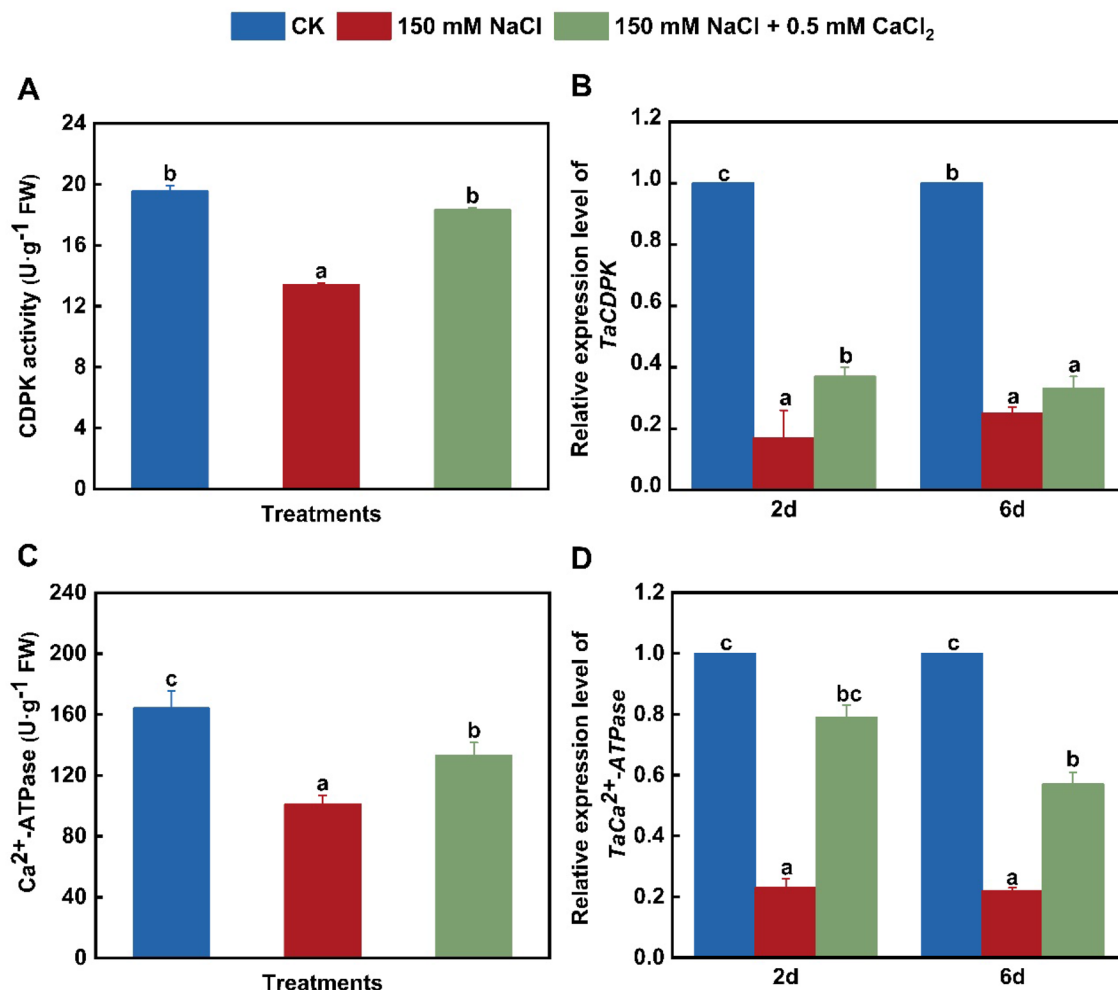 CK 150 mM NaCl 150 mM NaCl + 0.5 mM CaCl₂
A
CDPK activity (U·g⁻¹ FW)
24
20
16
12
8
4
0
b
a
b
Treatments
B
Relative expression level of
TaCDPK
1.2
1.0
0.8
0.6
0.4
0.2
0.0
c
a
b
b
a
a
2d 6d
C
Ca²⁺-ATPase (U·g⁻¹ FW)
240
200
160
120
80
40
0
c
a
b
Treatments
D
Relative expression level of
TaCa²⁺-ATPase
1.2
1.0
0.8
0.6
0.4
0.2
0.0
c
a
bc
c
a
b
2d 6d